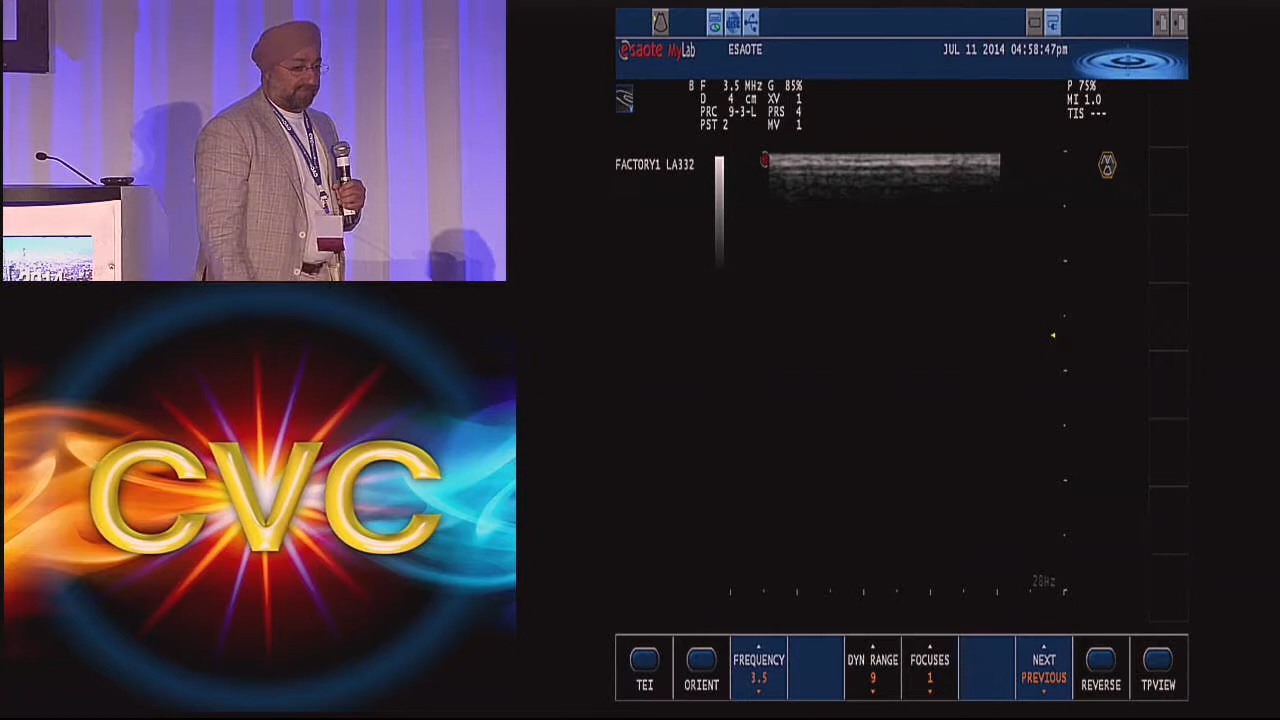 esaote MyLab
ESAOTE
JUL 11 2014 04:58:47pm
B F 3.5 MHz G 85%
D 4 cm XV 1
PRC 9-3-L PRS 4
PST 2 MV 1
P 75%
MI 1.0
TIS ---
FACTORY1 LA332
28Hz
CVC
TEI
ORIENT
FREQUENCY
3.5
DYN RANGE
9
FOCUSES
1
NEXT
PREVIOUS
REVERSE
TPVIEW